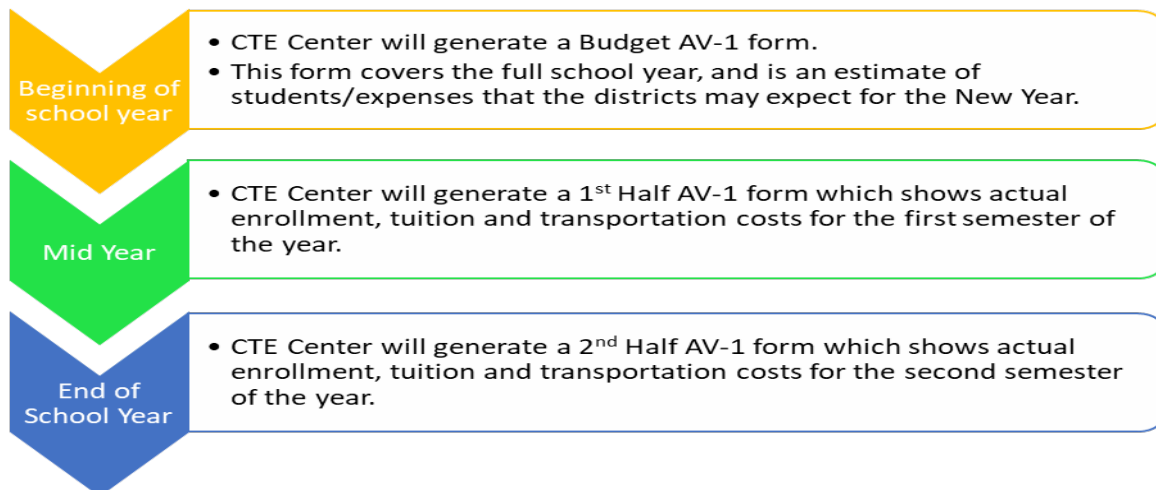 Beginning of
school year
• CTE Center will generate a Budget AV-1 form.
• This form covers the full school year, and is an estimate of
students/expenses that the districts may expect for the New Year.
Mid Year
• CTE Center will generate a 1st Half AV-1 form which shows actual
enrollment, tuition and transportation costs for the first semester of
the year.
End of
School Year
• CTE Center will generate a 2nd Half AV-1 form which shows actual
enrollment, tuition and transportation costs for the second semester
of the year.